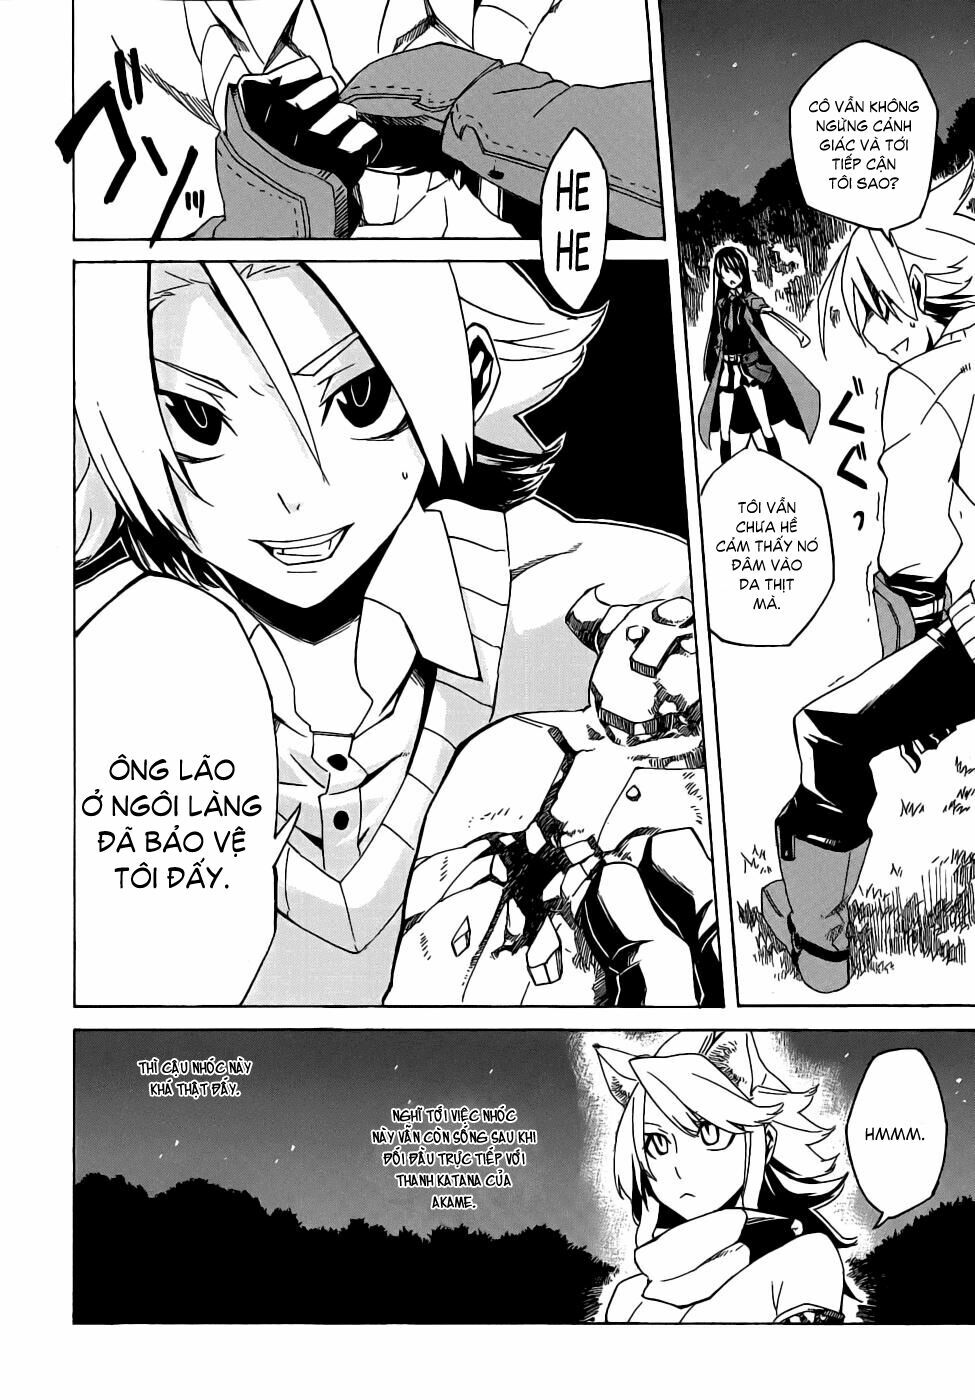 CÔ VẪN KHÔNG
NGỪNG CẢNH
GIÁC VÀ TỚI
TIẾP CẬN
TÔI SAO?
ぐぐっ
TÔI VẪN
CHƯA HỀ
CẢM THẤY NÓ
ĐÂM VÀO
DA THỊT
MÀ.
HE
HE
ÔNG LÃO
Ở NGÔI LÀNG
ĐÃ BẢO VỆ
TÔI ĐẤY.
HMMM.
THÌ CẬU NHÓC NÀY
KHÁ THẬT ĐẤY.
NGHĨ TỚI VIỆC NHÓC
NÀY VẪN CÒN SỐNG SAU KHI
ĐỐI ĐẦU TRỰC TIẾP VỚI
THANH KATANA CỦA
AKAME.